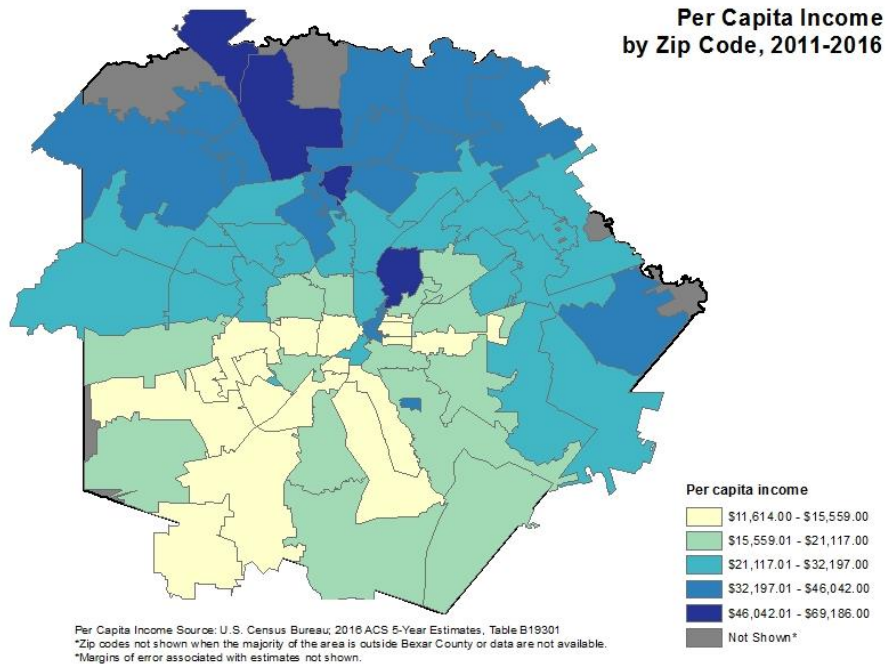 Per Capita Income
by Zip Code, 2011-2016
Per capita income
$11,614.00 - $15,559.00
$15,559.01 - $21,117.00
$21,117.01 - $32,197.00
$32,197.01 - $46,042.00
$46,042.01 - $69,186.00
Not Shown*
Per Capita Income Source: U.S. Census Bureau; 2016 ACS 5-Year Estimates, Table B19301
*Zip codes not shown when the majority of the area is outside Bexar County or data are not available.
*Margins of error associated with estimates not shown.